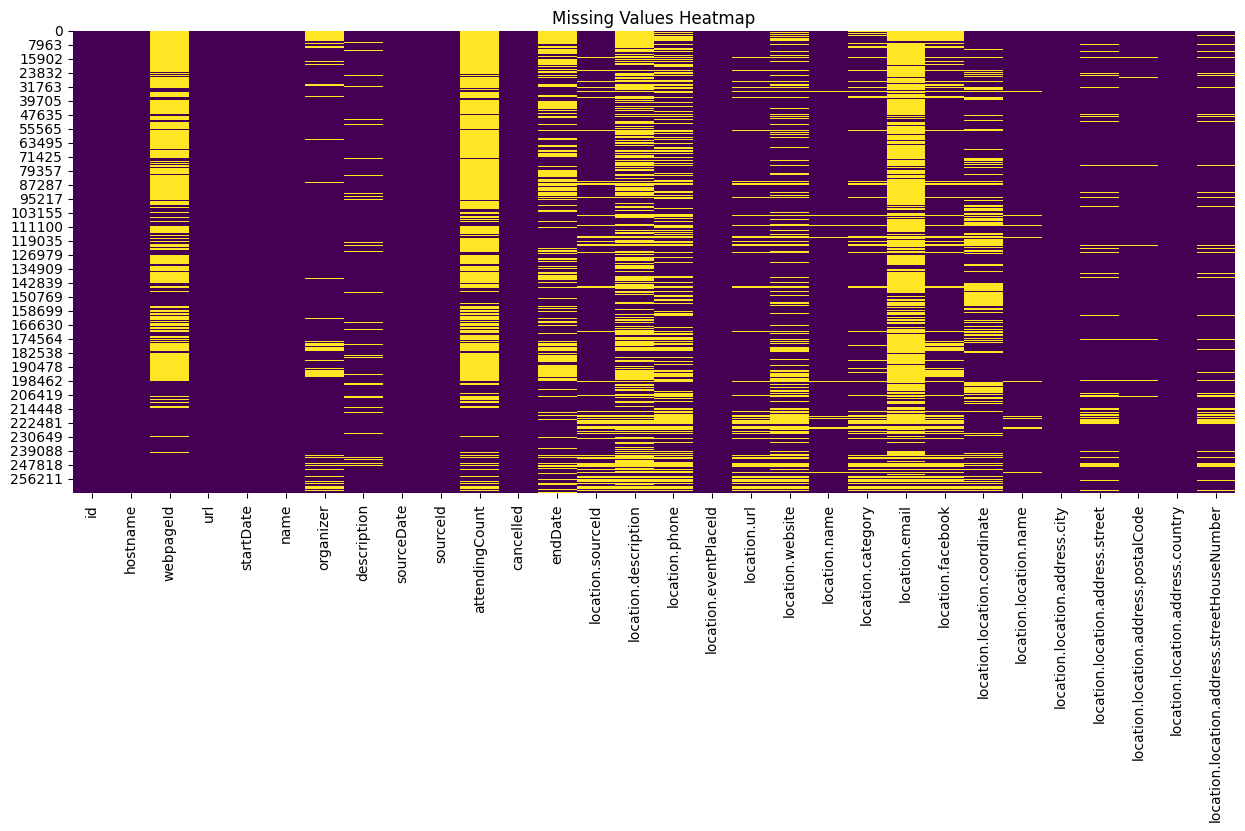 Missing Values Heatmap
0
7963
15902
23832
31763
39705
47635
55565
63495
71425
79357
87287
95217
103155
111100
119035
126979
134909
142839
150769
158699
166630
174564
182538
190478
198462
206419
214448
222481
230649
239088
247818
256211
id
hostname
webpageId
url
startDate
name
organizer
description
sourceDate
sourceId
attendingCount
cancelled
endDate
location.sourceId
location.description
location.phone
location.eventPlaceId
location.url
location.website
location.name
location.category
location.email
location.facebook
location.location.coordinate
location.location.name
location.location.address.city
location.location.address.street
location.location.address.postalCode
location.location.address.country
location.location.address.streetHouseNumber